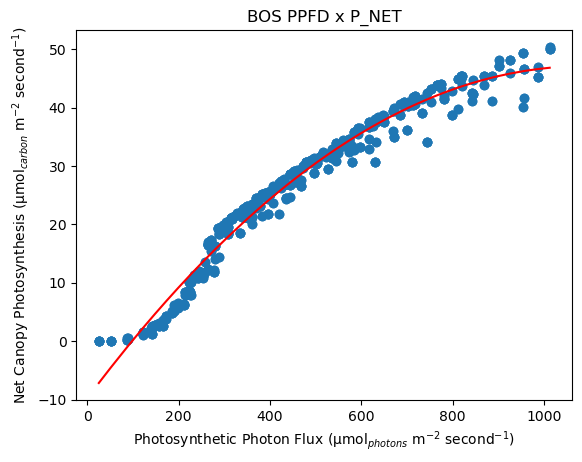 BOS PPFD x P_NET
Net Canopy Photosynthesis (μmol_carbon m⁻² second⁻¹)
50
40
30
20
10
0
−10
0 200 400 600 800 1000
Photosynthetic Photon Flux (μmol_photons m⁻² second⁻¹)